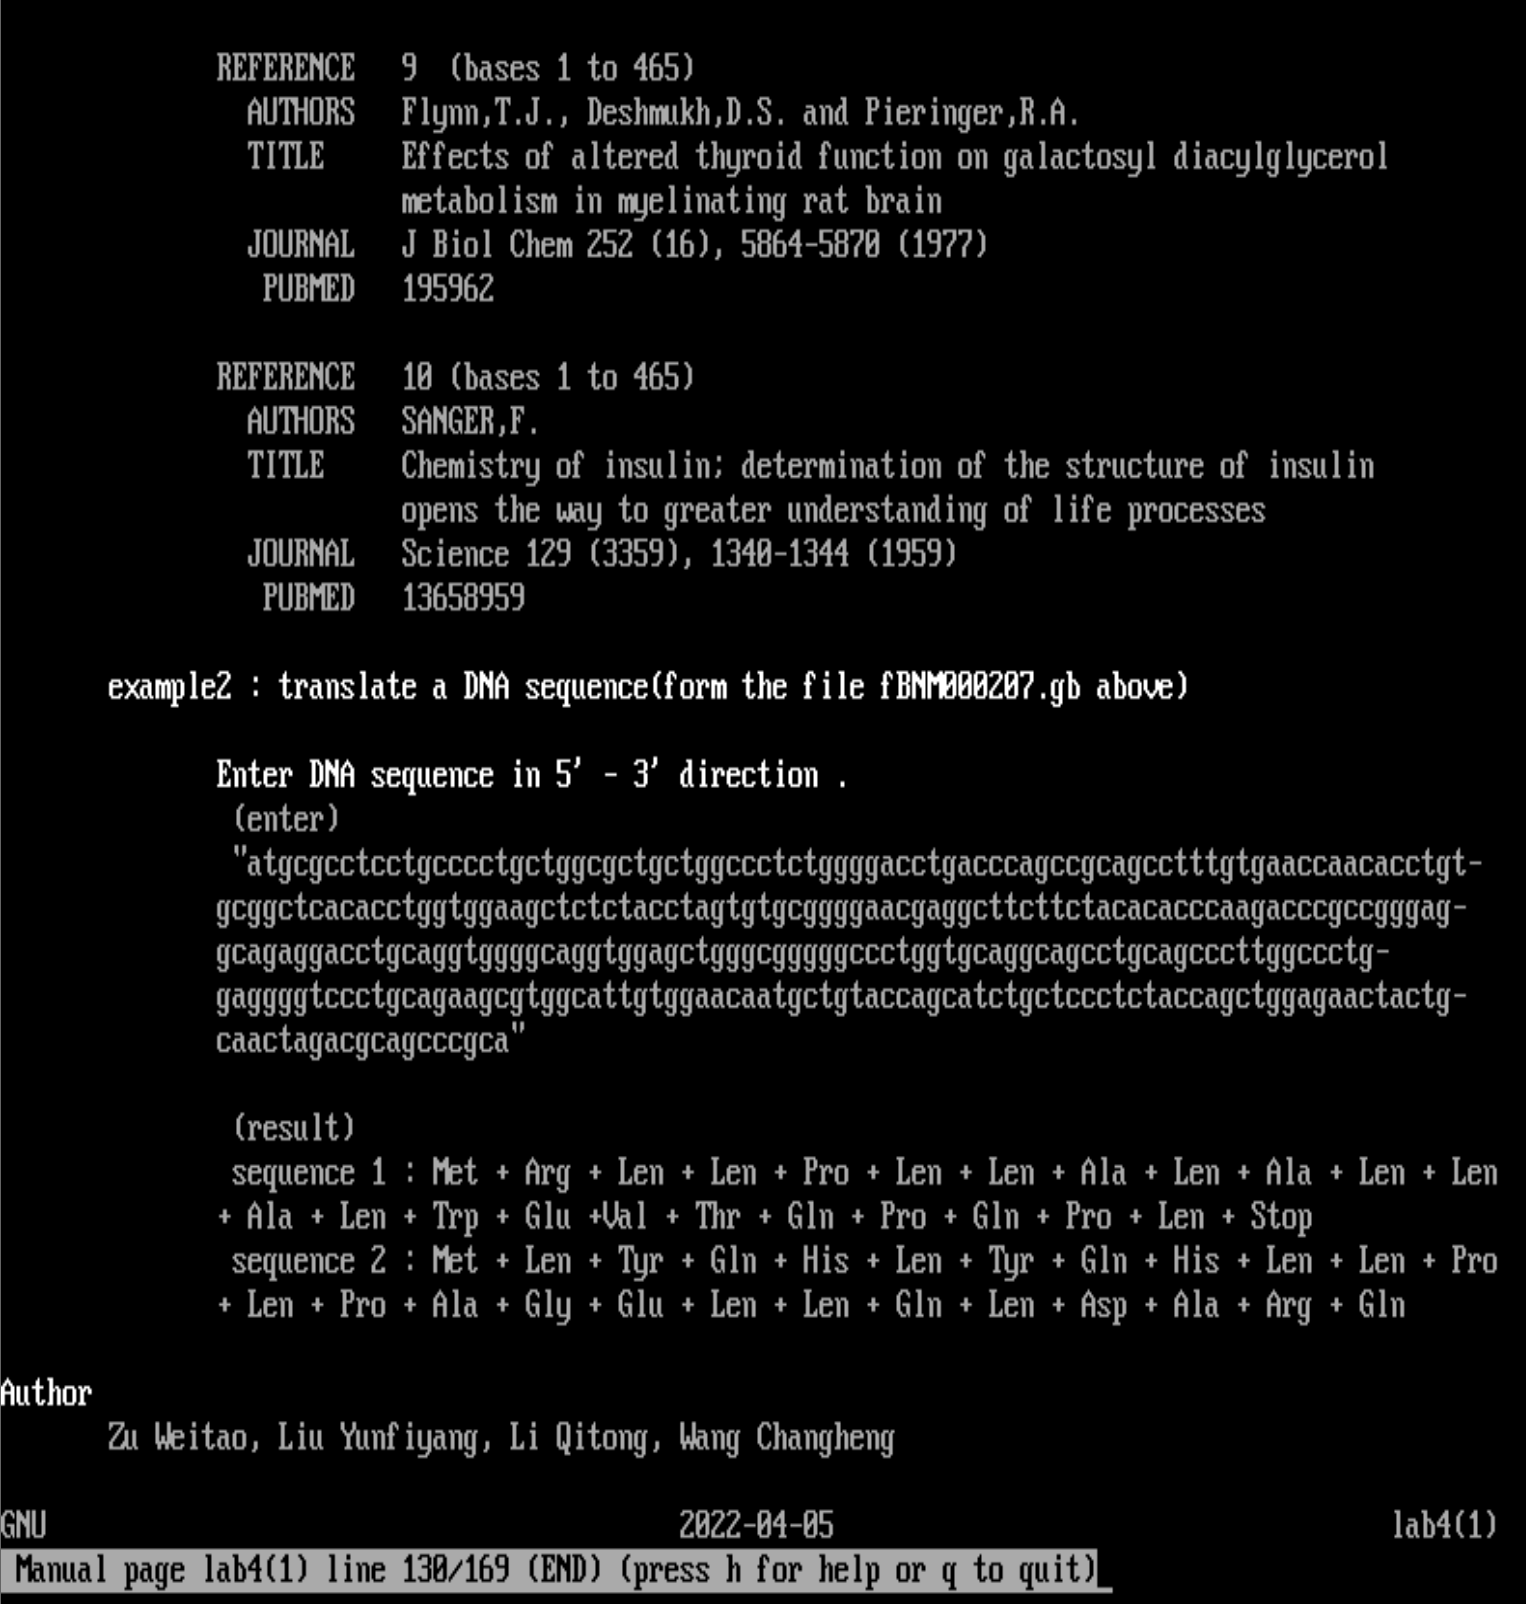 REFERENCE 9 (bases 1 to 465)
AUTHORS Flynn,T.J., Deshmukh,D.S. and Pieringer,R.A.
TITLE Effects of altered thyroid function on galactosyl diacylglycerol
metabolism in myelinating rat brain
JOURNAL J Biol Chem 252 (16), 5864-5870 (1977)
PUBMED 195962
REFERENCE 10 (bases 1 to 465)
AUTHORS SANGER,F.
TITLE Chemistry of insulin; determination of the structure of insulin
opens the way to greater understanding of life processes
JOURNAL Science 129 (3359), 1340-1344 (1959)
PUBMED 13658959
example2 : translate a DNA sequence(form the file fBNM000207.gb above)
Enter DNA sequence in 5' - 3' direction .
(enter)
"atgcgcctcctgcccctgctggcgctgctggccctctggggacctgacccagccgcagcctttgtgaaccaacacctgt-
gcggctcacacctggtggaagctctctacctagtgtgcggggaacgaggcttcttctacacacccaagacccgccgggag-
gcagaggacctgcaggtggggcaggtggagctgggcgggggccctggtgcaggcagcctgcagcccttggccctg-
gaggggtccctgcagaagcgtggcattgtggaacaatgctgtaccagcatctgctccctctaccagctggagaactactg-
caactagacgcagcccgca"
(result)
sequence 1 : Met + Arg + Len + Len + Pro + Len + Len + Ala + Len + Ala + Len + Len
+ Ala + Len + Trp + Glu +Val + Thr + Gln + Pro + Gln + Pro + Len + Stop
sequence 2 : Met + Len + Tyr + Gln + His + Len + Tyr + Gln + His + Len + Len + Pro
+ Len + Pro + Ala + Gly + Glu + Len + Len + Gln + Len + Asp + Ala + Arg + Gln
Author
Zu Weitao, Liu Yunfiyang, Li Qitong, Wang Changheng
GNU 2022-04-05 lab4(1)
Manual page lab4(1) line 130/169 (END) (press h for help or q to quit)